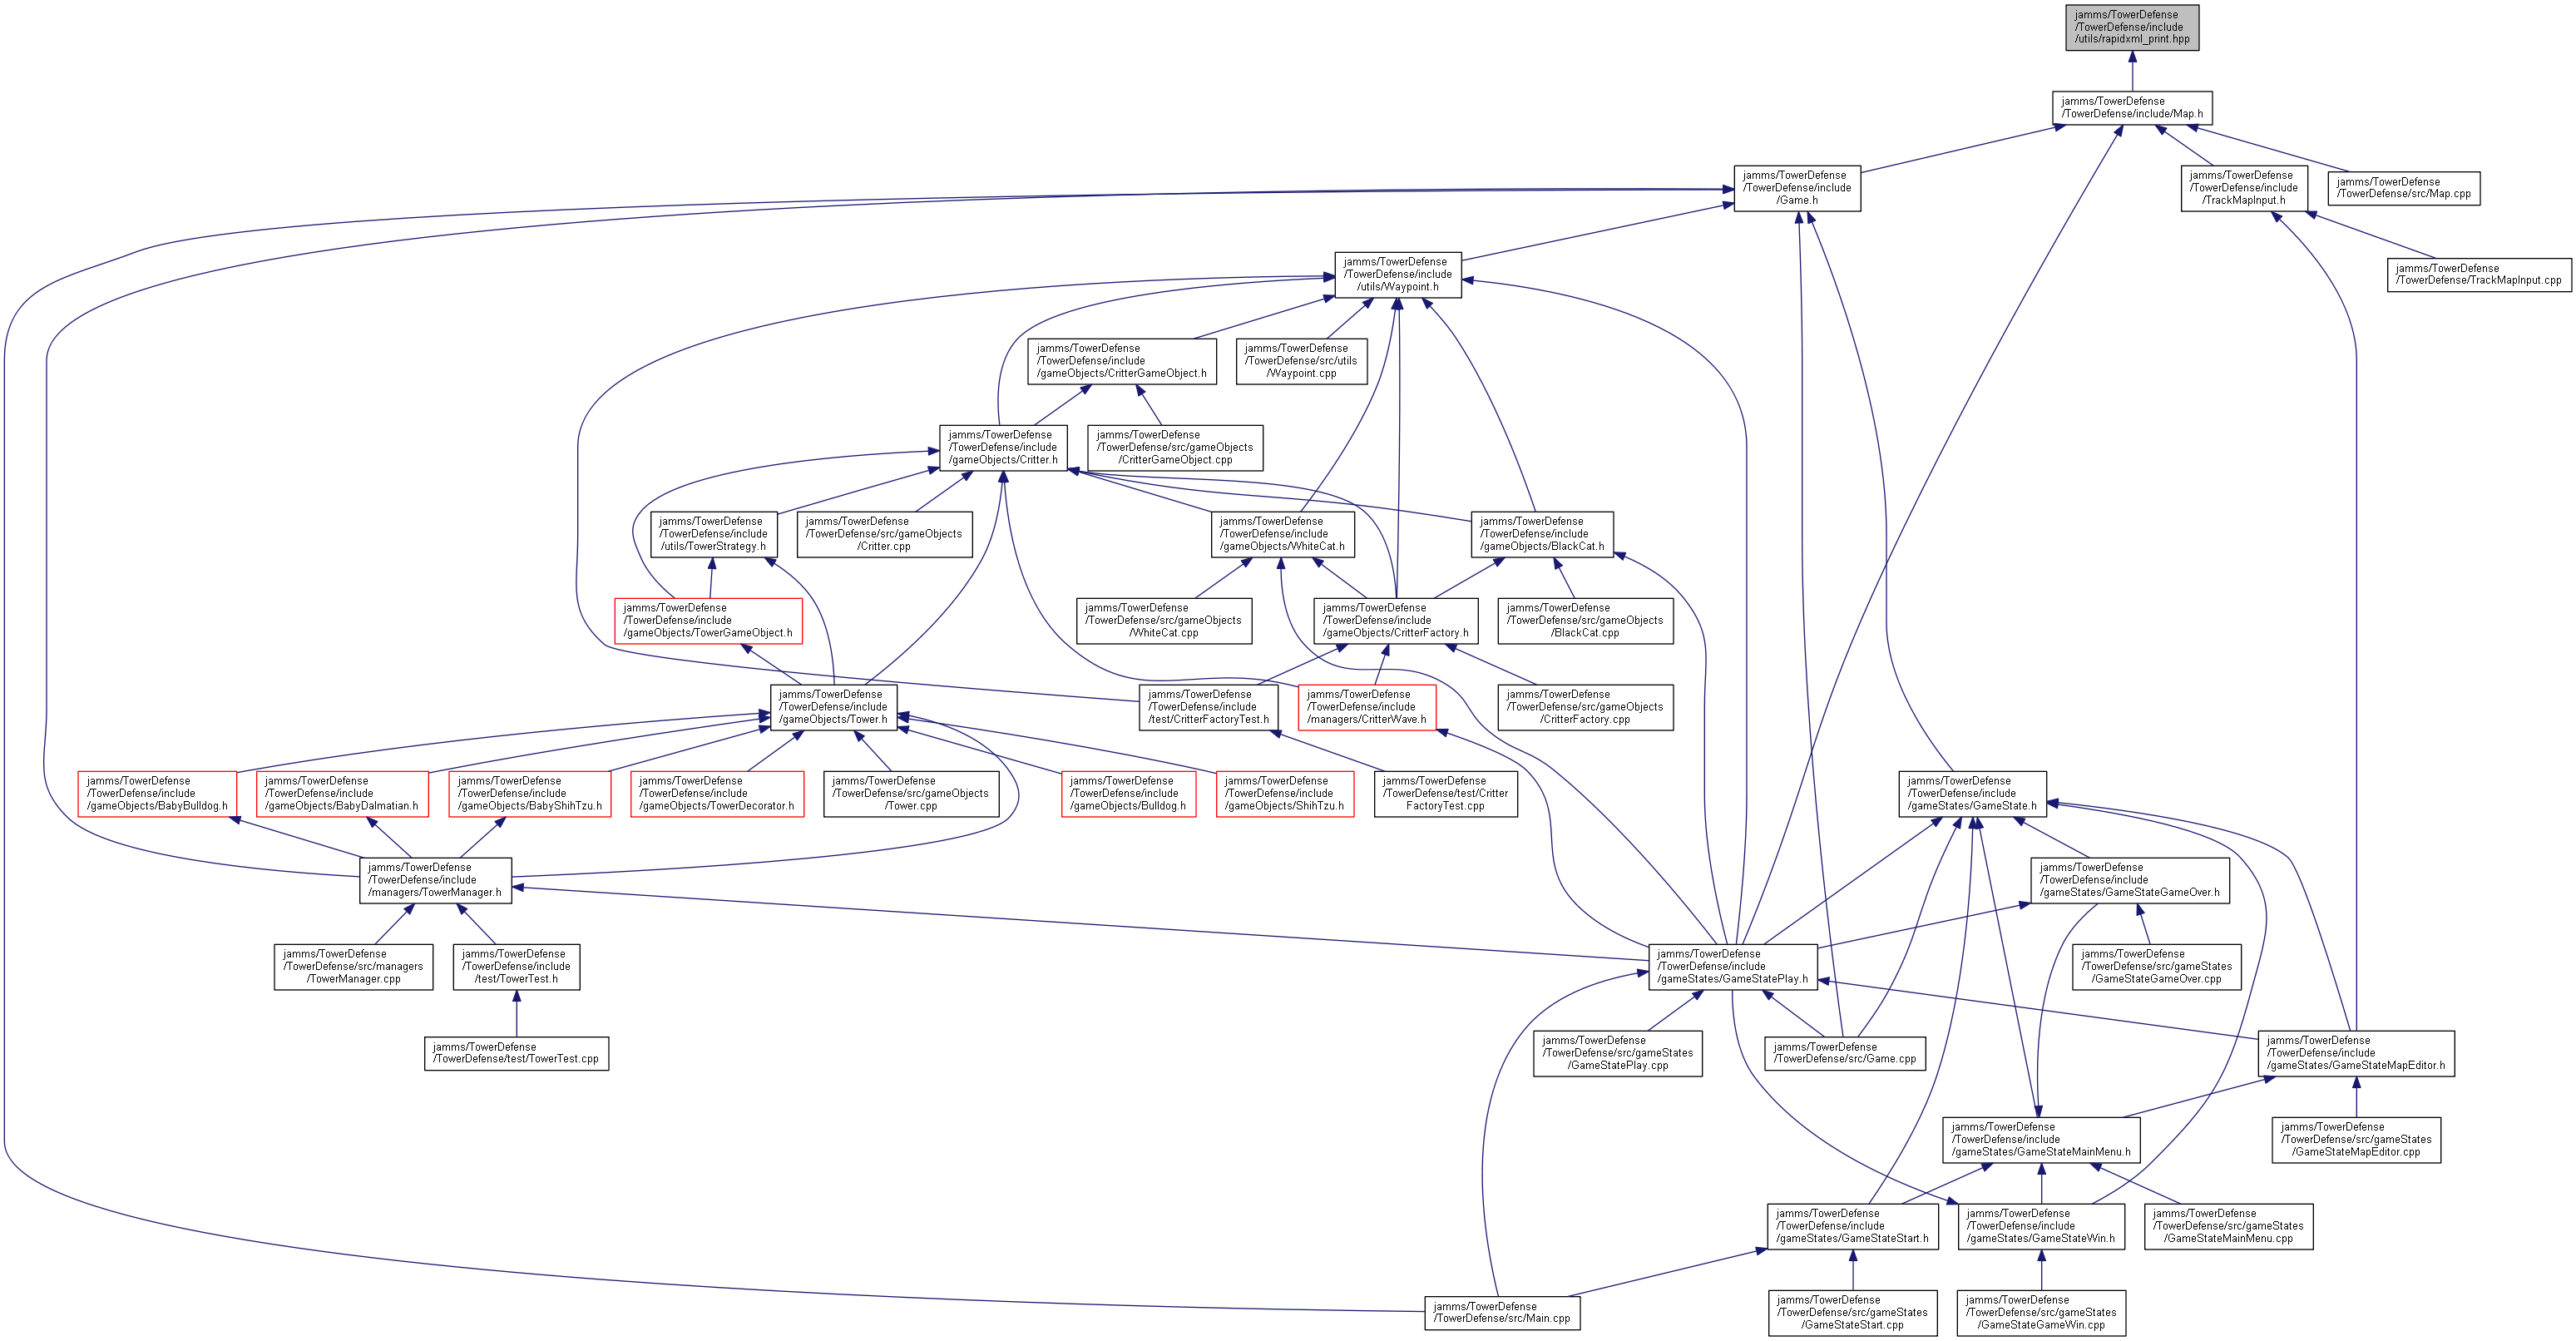 jamms/TowerDefense
/TowerDefense/include
/utils/rapidxml_print.hpp
jamms/TowerDefense
/TowerDefense/include/Map.h
jamms/TowerDefense
/TowerDefense/include
/Game.h
jamms/TowerDefense
/TowerDefense/include
/TrackMapInput.h
jamms/TowerDefense
/TowerDefense/src/Map.cpp
jamms/TowerDefense
/TowerDefense/include
/utils/Waypoint.h
jamms/TowerDefense
/TowerDefense/TrackMapInput.cpp
jamms/TowerDefense
/TowerDefense/include
/gameObjects/CritterGameObject.h
jamms/TowerDefense
/TowerDefense/src/utils
/Waypoint.cpp
jamms/TowerDefense
/TowerDefense/include
/gameObjects/Critter.h
jamms/TowerDefense
/TowerDefense/src/gameObjects
/CritterGameObject.cpp
jamms/TowerDefense
/TowerDefense/include
/utils/TowerStrategy.h
jamms/TowerDefense
/TowerDefense/src/gameObjects
/Critter.cpp
jamms/TowerDefense
/TowerDefense/include
/gameObjects/WhiteCat.h
jamms/TowerDefense
/TowerDefense/include
/gameObjects/BlackCat.h
jamms/TowerDefense
/TowerDefense/include
/gameObjects/TowerGameObject.h
jamms/TowerDefense
/TowerDefense/src/gameObjects
/WhiteCat.cpp
jamms/TowerDefense
/TowerDefense/include
/gameObjects/CritterFactory.h
jamms/TowerDefense
/TowerDefense/src/gameObjects
/BlackCat.cpp
jamms/TowerDefense
/TowerDefense/include
/gameObjects/Tower.h
jamms/TowerDefense
/TowerDefense/include
/test/CritterFactoryTest.h
jamms/TowerDefense
/TowerDefense/include
/managers/CritterWave.h
jamms/TowerDefense
/TowerDefense/src/gameObjects
/CritterFactory.cpp
jamms/TowerDefense
/TowerDefense/include
/gameObjects/BabyBulldog.h
jamms/TowerDefense
/TowerDefense/include
/gameObjects/BabyDalmatian.h
jamms/TowerDefense
/TowerDefense/include
/gameObjects/BabyShihTzu.h
jamms/TowerDefense
/TowerDefense/include
/gameObjects/TowerDecorator.h
jamms/TowerDefense
/TowerDefense/src/gameObjects
/Tower.cpp
jamms/TowerDefense
/TowerDefense/include
/gameObjects/Bulldog.h
jamms/TowerDefense
/TowerDefense/include
/gameObjects/ShihTzu.h
jamms/TowerDefense
/TowerDefense/test/Critter
FactoryTest.cpp
jamms/TowerDefense
/TowerDefense/include
/gameStates/GameState.h
jamms/TowerDefense
/TowerDefense/include
/managers/TowerManager.h
jamms/TowerDefense
/TowerDefense/include
/gameStates/GameStateGameOver.h
jamms/TowerDefense
/TowerDefense/src/managers
/TowerManager.cpp
jamms/TowerDefense
/TowerDefense/include
/test/TowerTest.h
jamms/TowerDefense
/TowerDefense/include
/gameStates/GameStatePlay.h
jamms/TowerDefense
/TowerDefense/src/gameStates
/GameStateGameOver.cpp
jamms/TowerDefense
/TowerDefense/test/TowerTest.cpp
jamms/TowerDefense
/TowerDefense/src/gameStates
/GameStatePlay.cpp
jamms/TowerDefense
/TowerDefense/src/Game.cpp
jamms/TowerDefense
/TowerDefense/include
/gameStates/GameStateMapEditor.h
jamms/TowerDefense
/TowerDefense/include
/gameStates/GameStateMainMenu.h
jamms/TowerDefense
/TowerDefense/src/gameStates
/GameStateMapEditor.cpp
jamms/TowerDefense
/TowerDefense/include
/gameStates/GameStateStart.h
jamms/TowerDefense
/TowerDefense/include
/gameStates/GameStateWin.h
jamms/TowerDefense
/TowerDefense/src/gameStates
/GameStateMainMenu.cpp
jamms/TowerDefense
/TowerDefense/src/Main.cpp
jamms/TowerDefense
/TowerDefense/src/gameStates
/GameStateStart.cpp
jamms/TowerDefense
/TowerDefense/src/gameStates
/GameStateGameWin.cpp